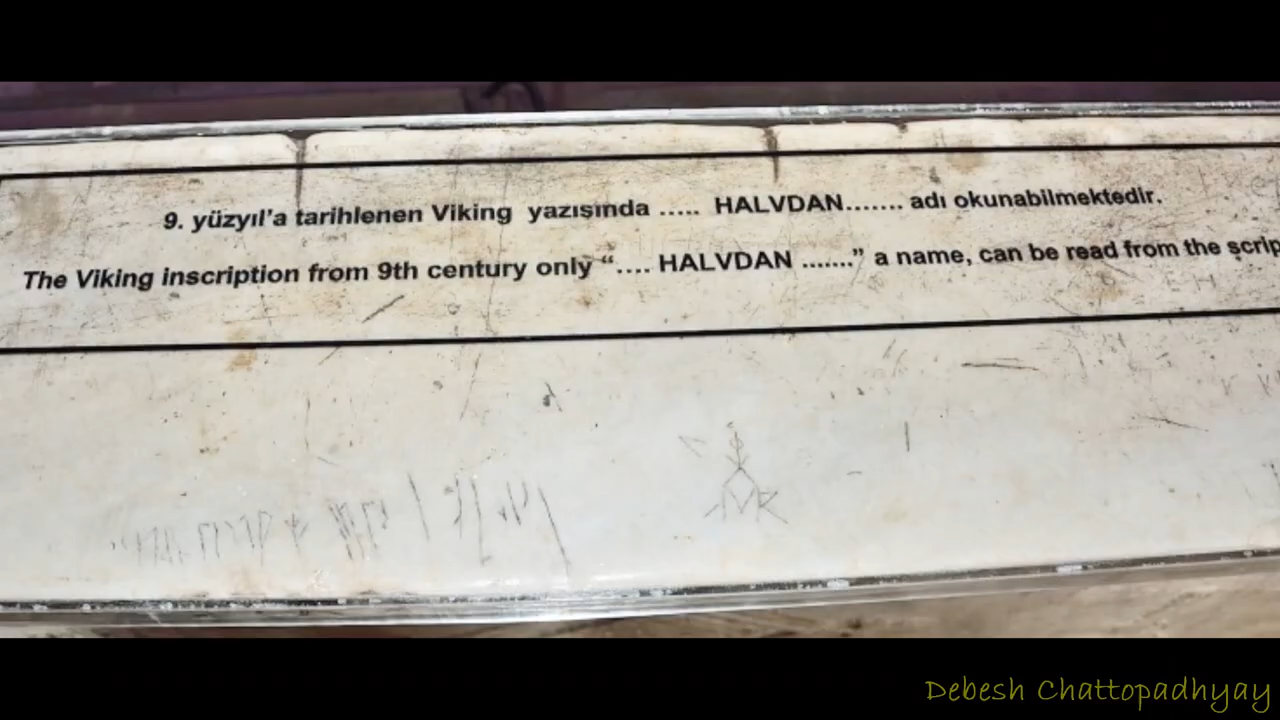 9. yüzyıl'a tarihlenen Viking yazısında ..... HALVDAN....... adı okunabilmektedir.
The Viking inscription from 9th century only “.... HALVDAN .......” a name, can be read from the scrip
Debesh Chattopadhyay